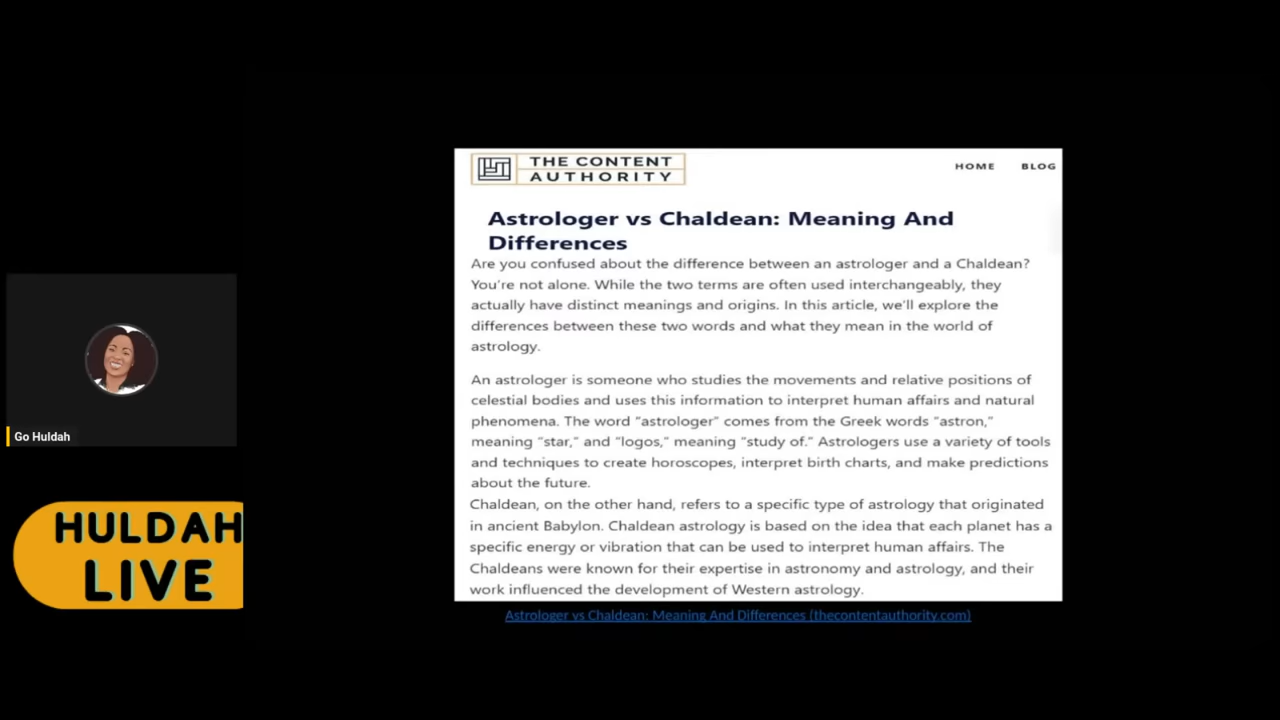 THE CONTENT
AUTHORITY
HOME BLOG
Astrologer vs Chaldean: Meaning And
Differences
Are you confused about the difference between an astrologer and a Chaldean?
You're not alone. While the two terms are often used interchangeably, they
actually have distinct meanings and origins. In this article, we'll explore the
differences between these two words and what they mean in the world of
astrology.
An astrologer is someone who studies the movements and relative positions of
celestial bodies and uses this information to interpret human affairs and natural
phenomena. The word "astrologer" comes from the Greek words "astron,"
meaning "star," and "logos," meaning "study of." Astrologers use a variety of tools
and techniques to create horoscopes, interpret birth charts, and make predictions
about the future.
Chaldean, on the other hand, refers to a specific type of astrology that originated
in ancient Babylon. Chaldean astrology is based on the idea that each planet has a
specific energy or vibration that can be used to interpret human affairs. The
Chaldeans were known for their expertise in astronomy and astrology, and their
work influenced the development of Western astrology.
Astrologer vs Chaldean: Meaning And Differences (thecontentauthority.com)
Go Huldah
HULDAH
LIVE